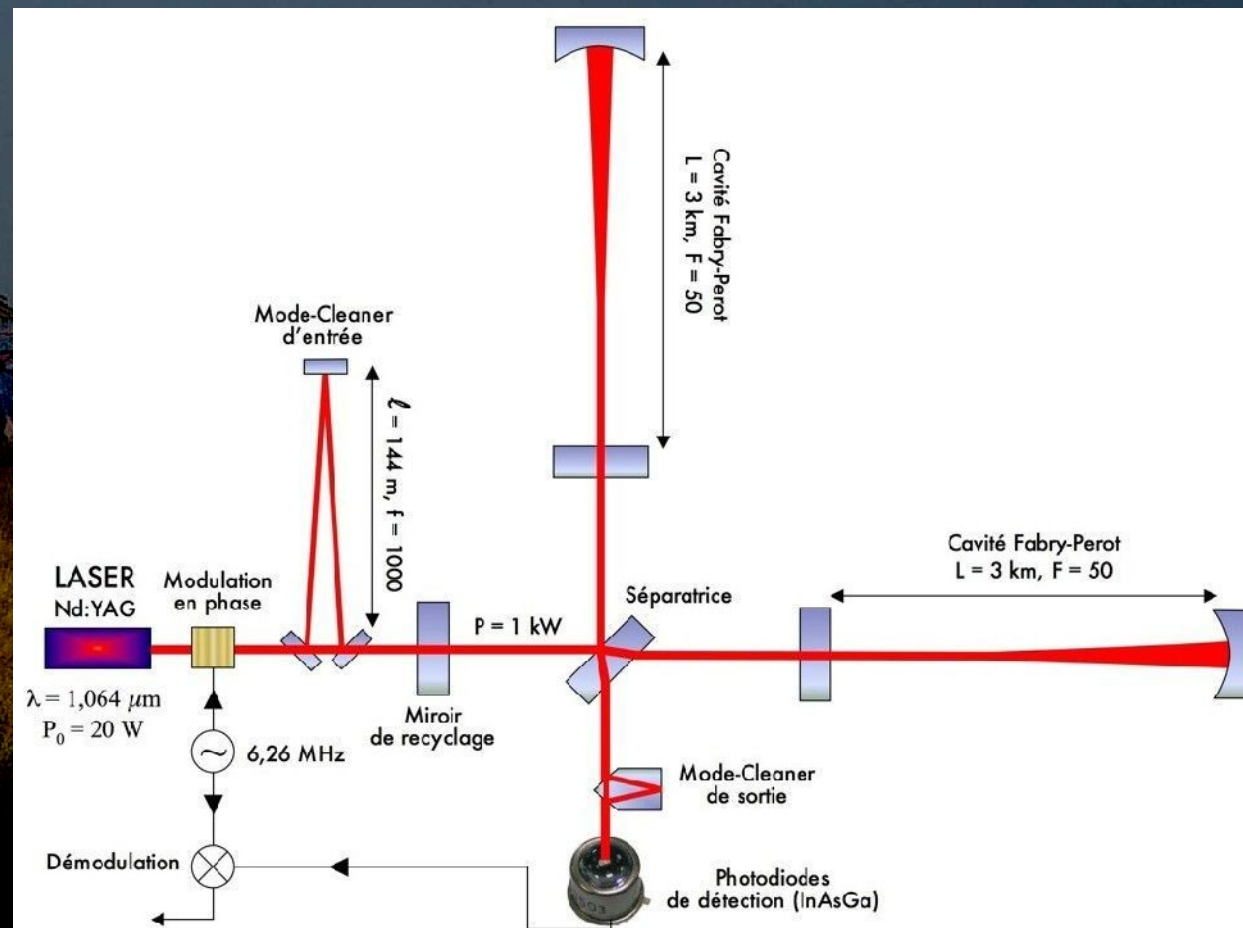 Cavité Fabry-Perot
L = 3 km, F = 50
Mode-Cleaner
d'entrée
ℓ = 144 m, f = 1000
Cavité Fabry-Perot
L = 3 km, F = 50
LASER
Nd:YAG
Modulation
en phase
Séparatrice
P = 1 kW
λ = 1,064 μm
P₀ = 20 W
Miroir
de recyclage
6,26 MHz
Mode-Cleaner
de sortie
Démodulation
Photodiodes
de détection (InAsGa)